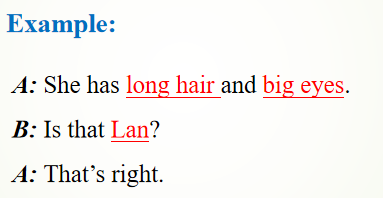 Example:
A: She has long hair and big eyes.
B: Is that Lan?
A: That’s right.